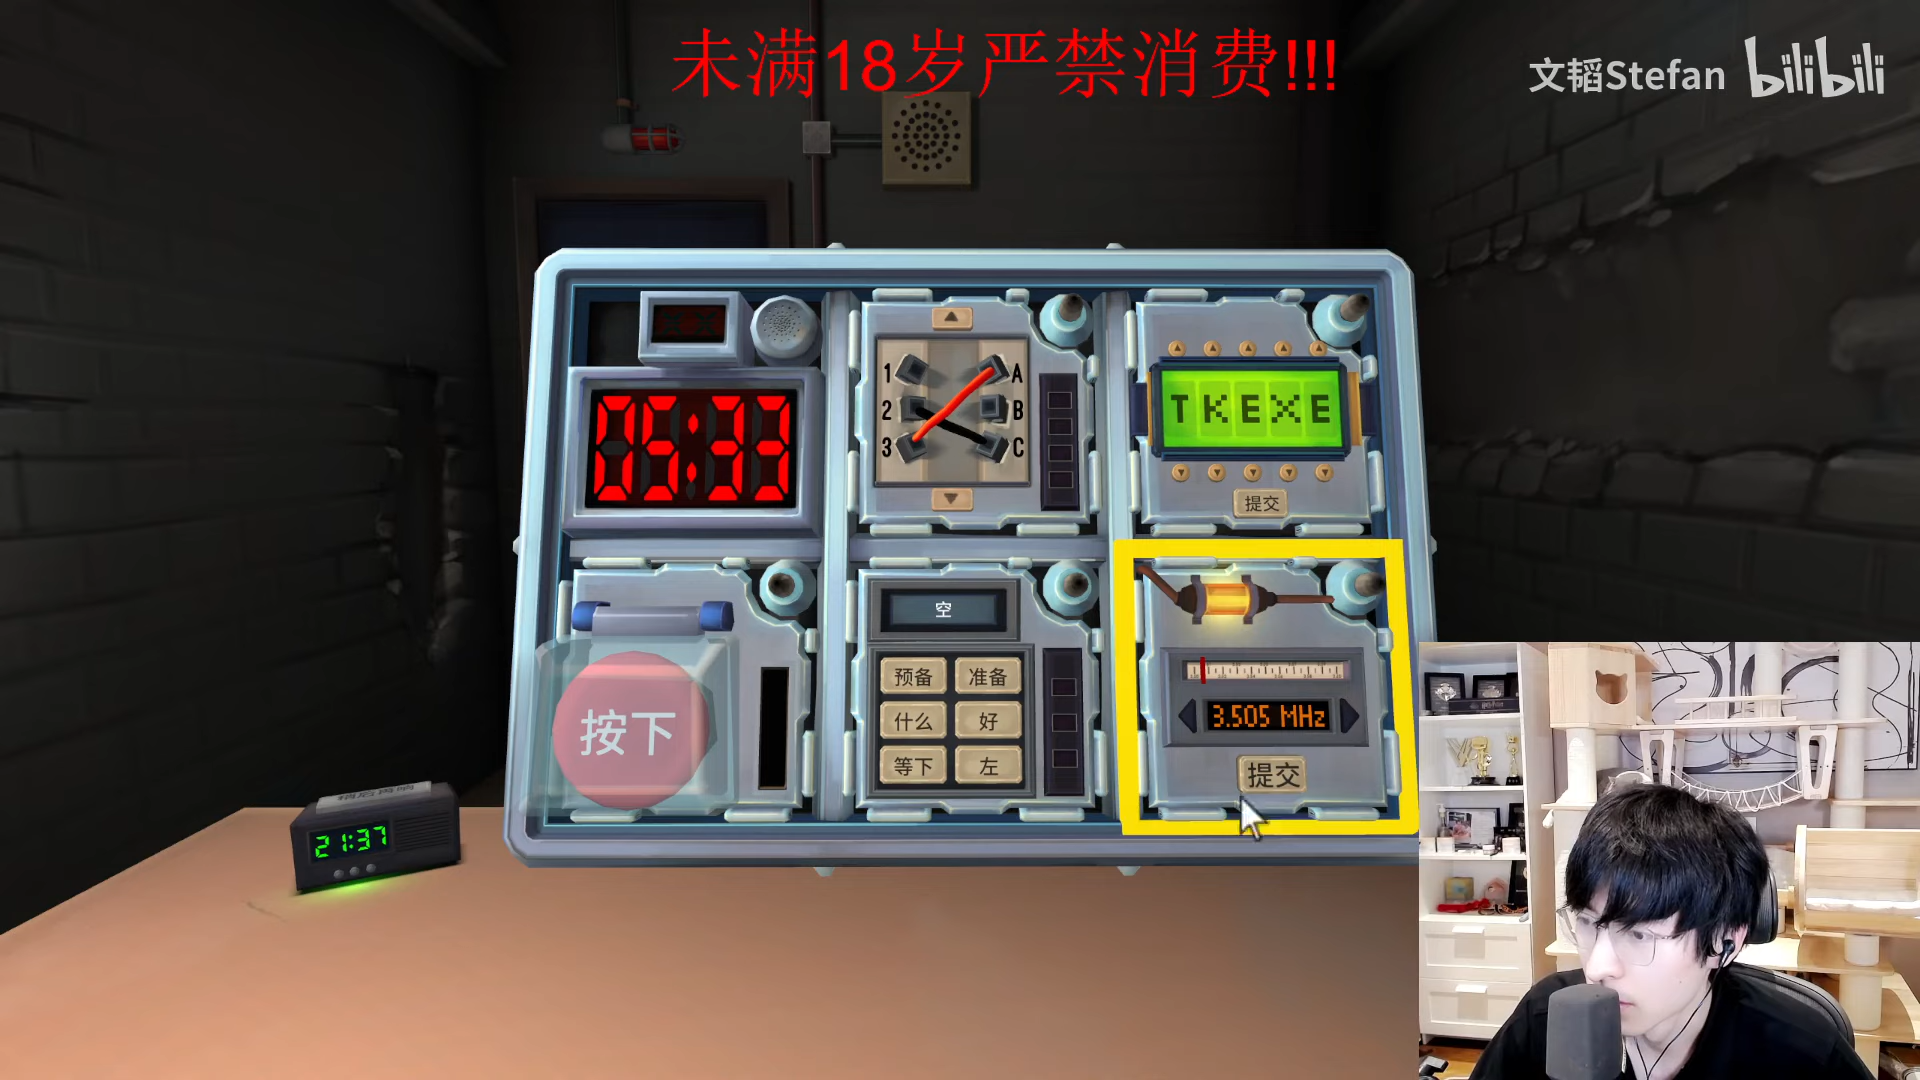 未满18岁严禁消费!!!
文韬Stefan bilibili
05:33
1 A
2 B
3 C
TKEXE
提交
按下
空
预备 准备
什么 好
等下 左
3.505 MHz
提交
21:37